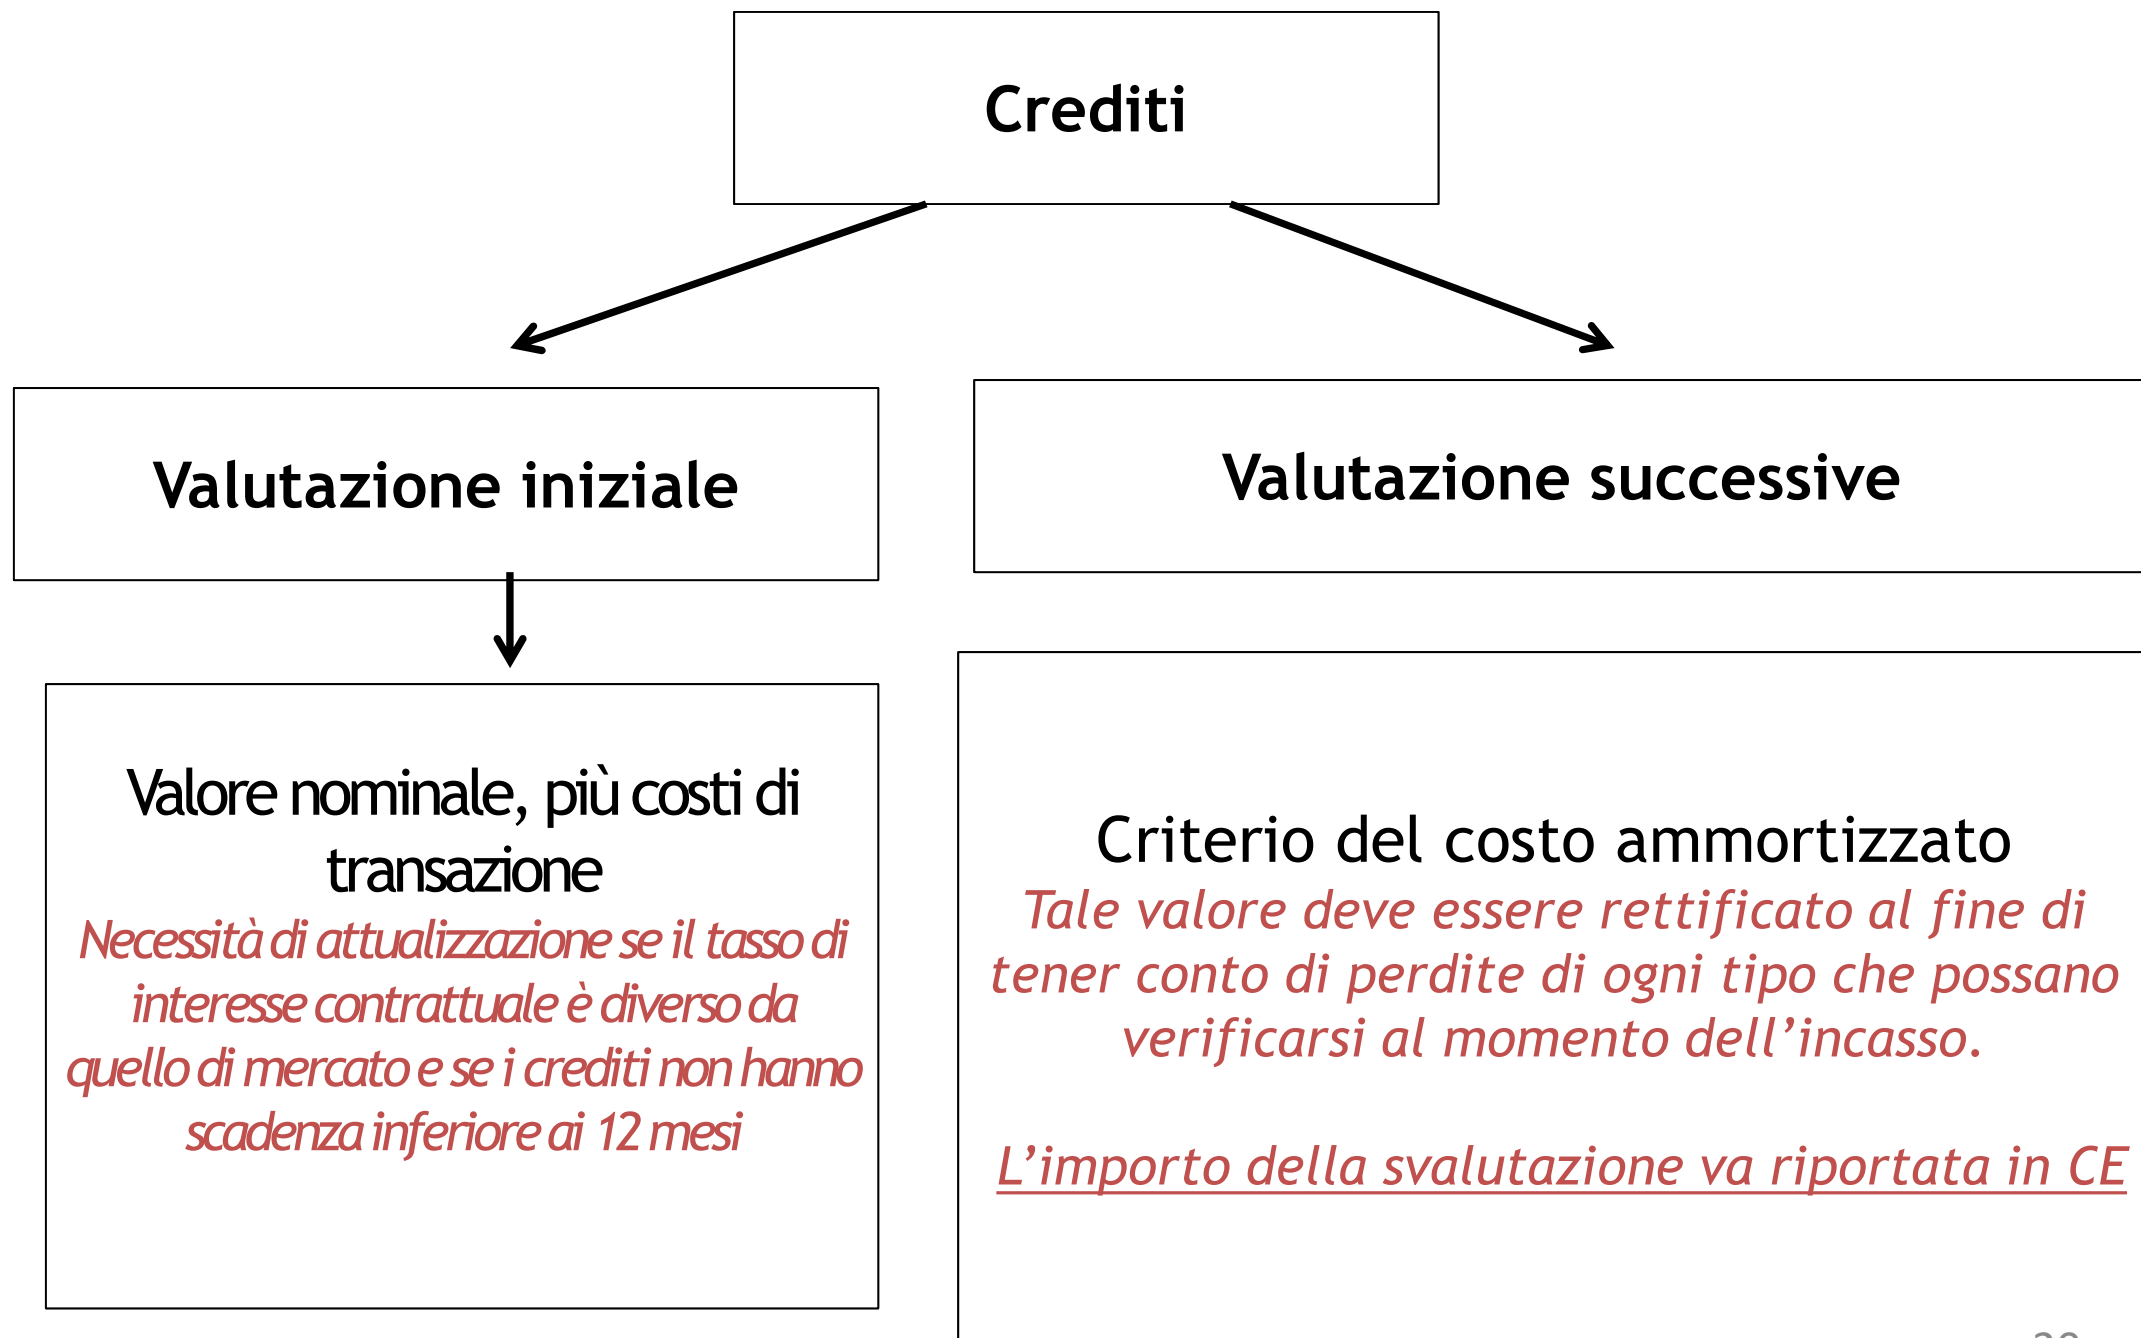 Crediti
Valutazione iniziale
Valutazione successive
Valore nominale, più costi di
transazione
Necessità di attualizzazione se il tasso di
interesse contrattuale è diverso da
quello di mercato e se i crediti non hanno
scadenza inferiore ai 12 mesi
Criterio del costo ammortizzato
Tale valore deve essere rettificato al fine di
tener conto di perdite di ogni tipo che possano
verificarsi al momento dell’incasso.
L’importo della svalutazione va riportata in CE